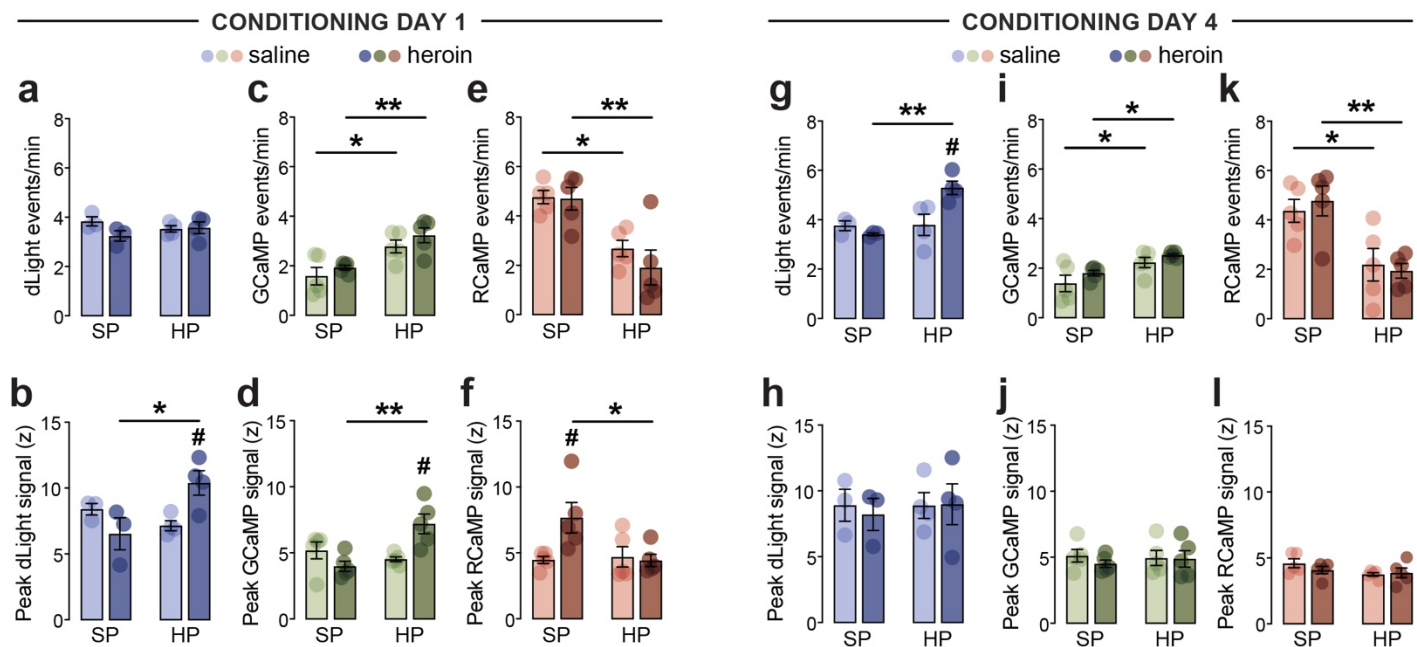 CONDITIONING DAY 1
saline heroin
a
dLight events/min
8
6
4
2
0
SP HP
c
**
*
GCaMP events/min
8
6
4
2
0
SP HP
e
**
*
RCaMP events/min
8
6
4
2
0
SP HP
b
*
#
Peak dLight signal (z)
15
10
5
0
SP HP
d
**
#
Peak GCaMP signal (z)
15
10
5
0
SP HP
f
*
#
Peak RCaMP signal (z)
15
10
5
0
SP HP
CONDITIONING DAY 4
saline heroin
g
**
#
dLight events/min
8
6
4
2
0
SP HP
i
*
*
GCaMP events/min
8
6
4
2
0
SP HP
k
**
*
RCaMP events/min
8
6
4
2
0
SP HP
h
Peak dLight signal (z)
15
10
5
0
SP HP
j
Peak GCaMP signal (z)
15
10
5
0
SP HP
l
Peak RCaMP signal (z)
15
10
5
0
SP HP